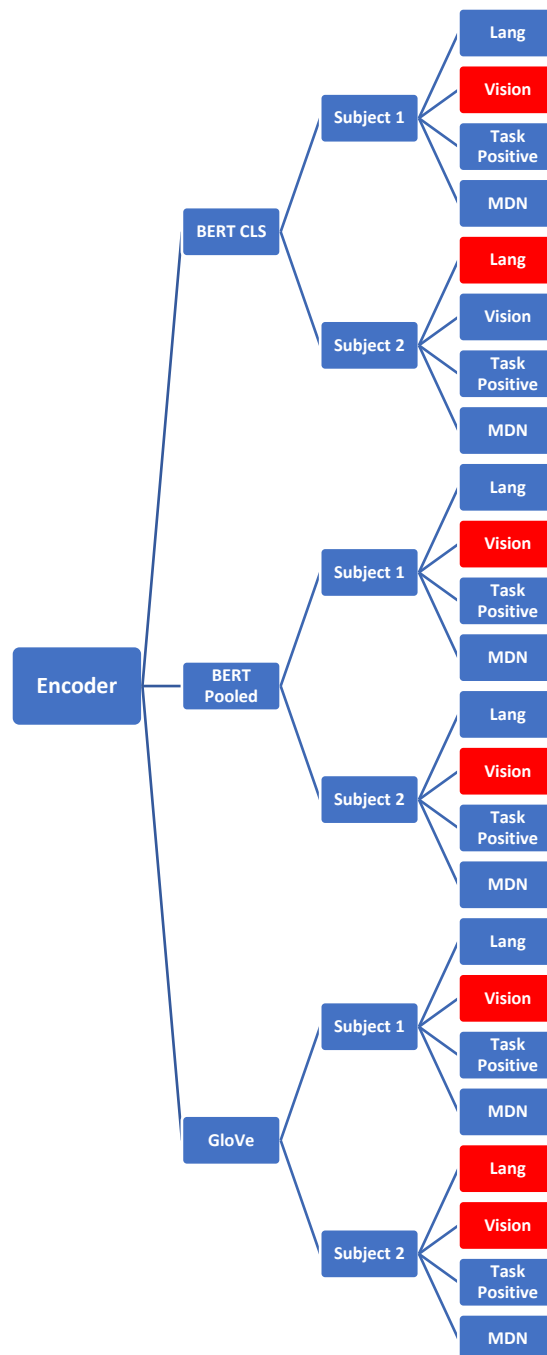 Encoder
BERT CLS
Subject 1
Lang
Vision
Task
Positive
MDN
Subject 2
Lang
Vision
Task
Positive
MDN
BERT
Pooled
Subject 1
Lang
Vision
Task
Positive
MDN
Subject 2
Lang
Vision
Task
Positive
MDN
GloVe
Subject 1
Lang
Vision
Task
Positive
MDN
Subject 2
Lang
Vision
Task
Positive
MDN